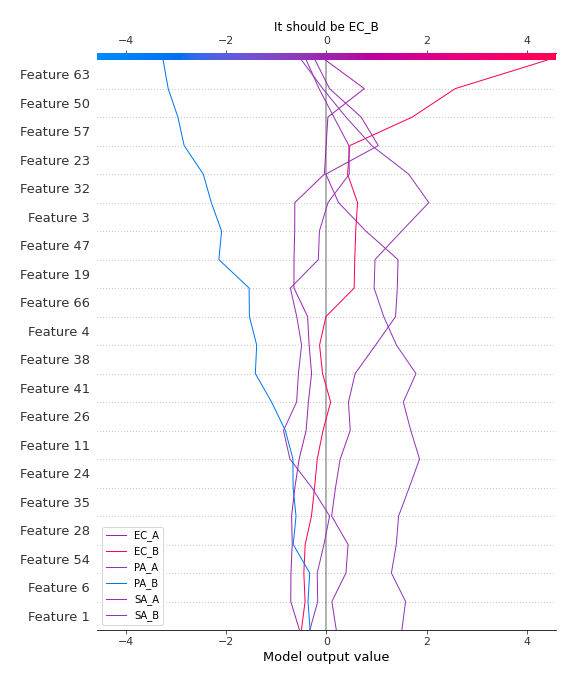 It should be EC_B
−4 −2 0 2 4
Feature 63
Feature 50
Feature 57
Feature 23
Feature 32
Feature 3
Feature 47
Feature 19
Feature 66
Feature 4
Feature 38
Feature 41
Feature 26
Feature 11
Feature 24
Feature 35
Feature 28
Feature 54
Feature 6
Feature 1
EC_A
EC_B
PA_A
PA_B
SA_A
SA_B
−4 −2 0 2 4
Model output value